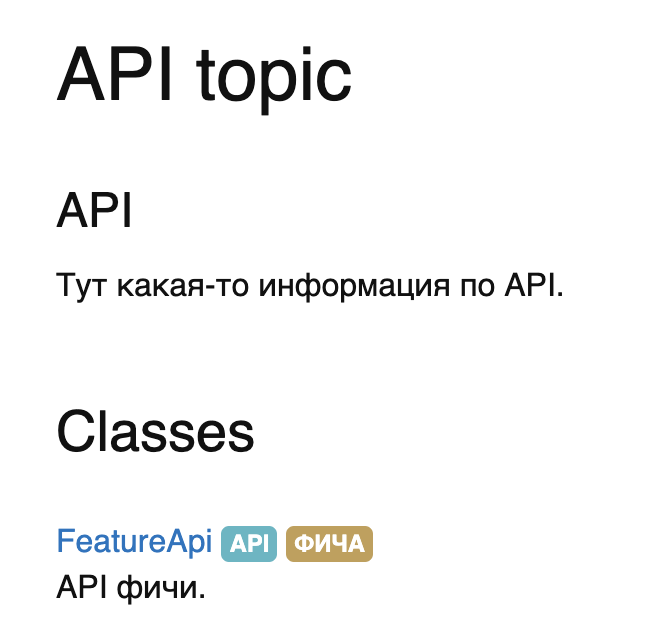 API topic
API
Тут какая-то информация по API.
Classes
FeatureApi API ФИЧА
API фичи.